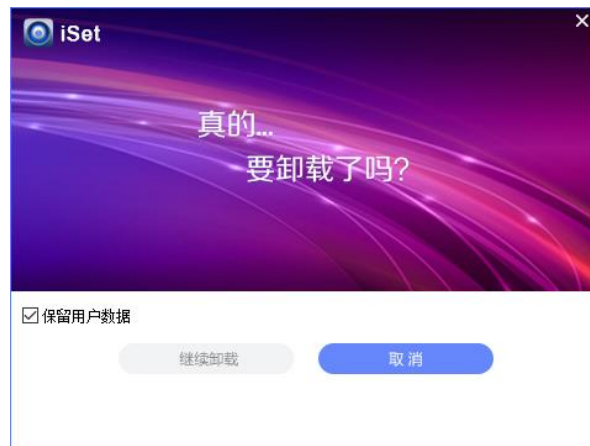 iSet
真的...
要卸载了吗?
保留用户数据
继续卸载
取消